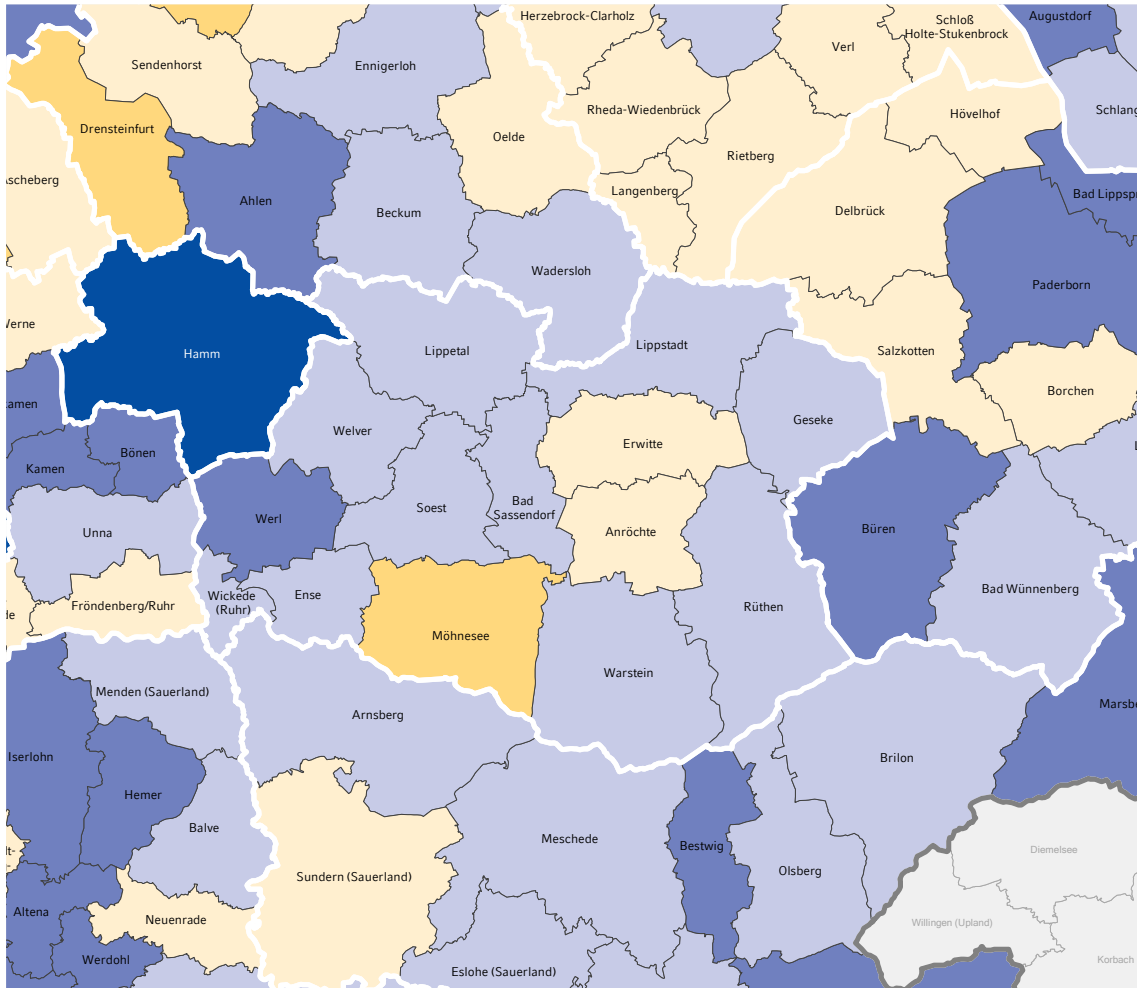 Herzebrock-Clarholz
Schloß
Holte-Stukenbrock
Augustdorf
Verl
Sendenhorst
Ennigerloh
Rheda-Wiedenbrück
Hövelhof
Drensteinfurt
Oelde
Rietberg
Ascheberg
Langenberg
Ahlen
Beckum
Delbrück
Wadersloh
Paderborn
Hamm
Lippetal
Lippstadt
Salzkotten
Borchen
Geseke
Welver
Erwitte
Bönen
Kamen
Soest
Bad
Sassendorf
Werl
Anröchte
Büren
Unna
Bad Wünnenberg
Wickede
(Ruhr)
Ense
Fröndenberg/Ruhr
Rüthen
Möhnesee
Warstein
Menden (Sauerland)
Arnsberg
Iserlohn
Brilon
Hemer
Balve
Meschede
Bestwig
Diemelsee
Olsberg
Sundern (Sauerland)
Altena
Neuenrade
Willingen (Upland)
Werdohl
Korbach
Eslohe (Sauerland)